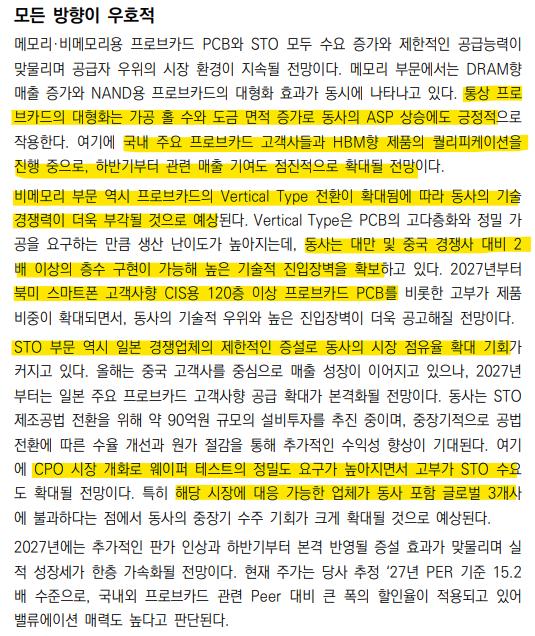 모든 방향이 우호적
메모리·비메모리용 프로브카드 PCB와 STO 모두 수요 증가와 제한적인 공급능력이
맞물리며 공급자 우위의 시장 환경이 지속될 전망이다. 메모리 부문에서는 DRAM향
매출 증가와 NAND용 프로브카드의 대형화 효과가 동시에 나타나고 있다. 통상 프로
브카드의 대형화는 가공 홀 수와 도금 면적 증가로 동사의 ASP 상승에도 긍정적으로
작용한다. 여기에 국내 주요 프로브카드 고객사들과 HBM향 제품의 퀄리피케이션을
진행 중으로, 하반기부터 관련 매출 기여도 점진적으로 확대될 전망이다.
비메모리 부문 역시 프로브카드의 Vertical Type 전환이 확대됨에 따라 동사의 기술
경쟁력이 더욱 부각될 것으로 예상된다. Vertical Type은 PCB의 고다층화와 정밀 가
공을 요구하는 만큼 생산 난이도가 높아지는데, 동사는 대만 및 중국 경쟁사 대비 2
배 이상의 층수 구현이 가능해 높은 기술적 진입장벽을 확보하고 있다. 2027년부터
북미 스마트폰 고객사향 CIS용 120층 이상 프로브카드 PCB를 비롯한 고부가 제품
비중이 확대되면서, 동사의 기술적 우위와 높은 진입장벽이 더욱 공고해질 전망이다.
STO 부문 역시 일본 경쟁업체의 제한적인 증설로 동사의 시장 점유율 확대 기회가
커지고 있다. 올해는 중국 고객사를 중심으로 매출 성장이 이어지고 있으나, 2027년
부터는 일본 주요 프로브카드 고객사향 공급 확대가 본격화될 전망이다. 동사는 STO
제조공법 전환을 위해 약 90억원 규모의 설비투자를 추진 중이며, 중장기적으로 공법
전환에 따른 수율 개선과 원가 절감을 통해 추가적인 수익성 향상이 기대된다. 여기
에 CPO 시장 개화로 웨이퍼 테스트의 정밀도 요구가 높아지면서 고부가 STO 수요
도 확대될 전망이다. 특히 해당 시장에 대응 가능한 업체가 동사 포함 글로벌 3개사
에 불과하다는 점에서 동사의 중장기 수주 기회가 크게 확대될 것으로 예상된다.
2027년에는 추가적인 판가 인상과 하반기부터 본격 반영될 증설 효과가 맞물리며 실
적 성장세가 한층 가속화될 전망이다. 현재 주가는 당사 추정 '27년 PER 기준 15.2
배 수준으로, 국내외 프로브카드 관련 Peer 대비 큰 폭의 할인율이 적용되고 있어
밸류에이션 매력도 높다고 판단된다.